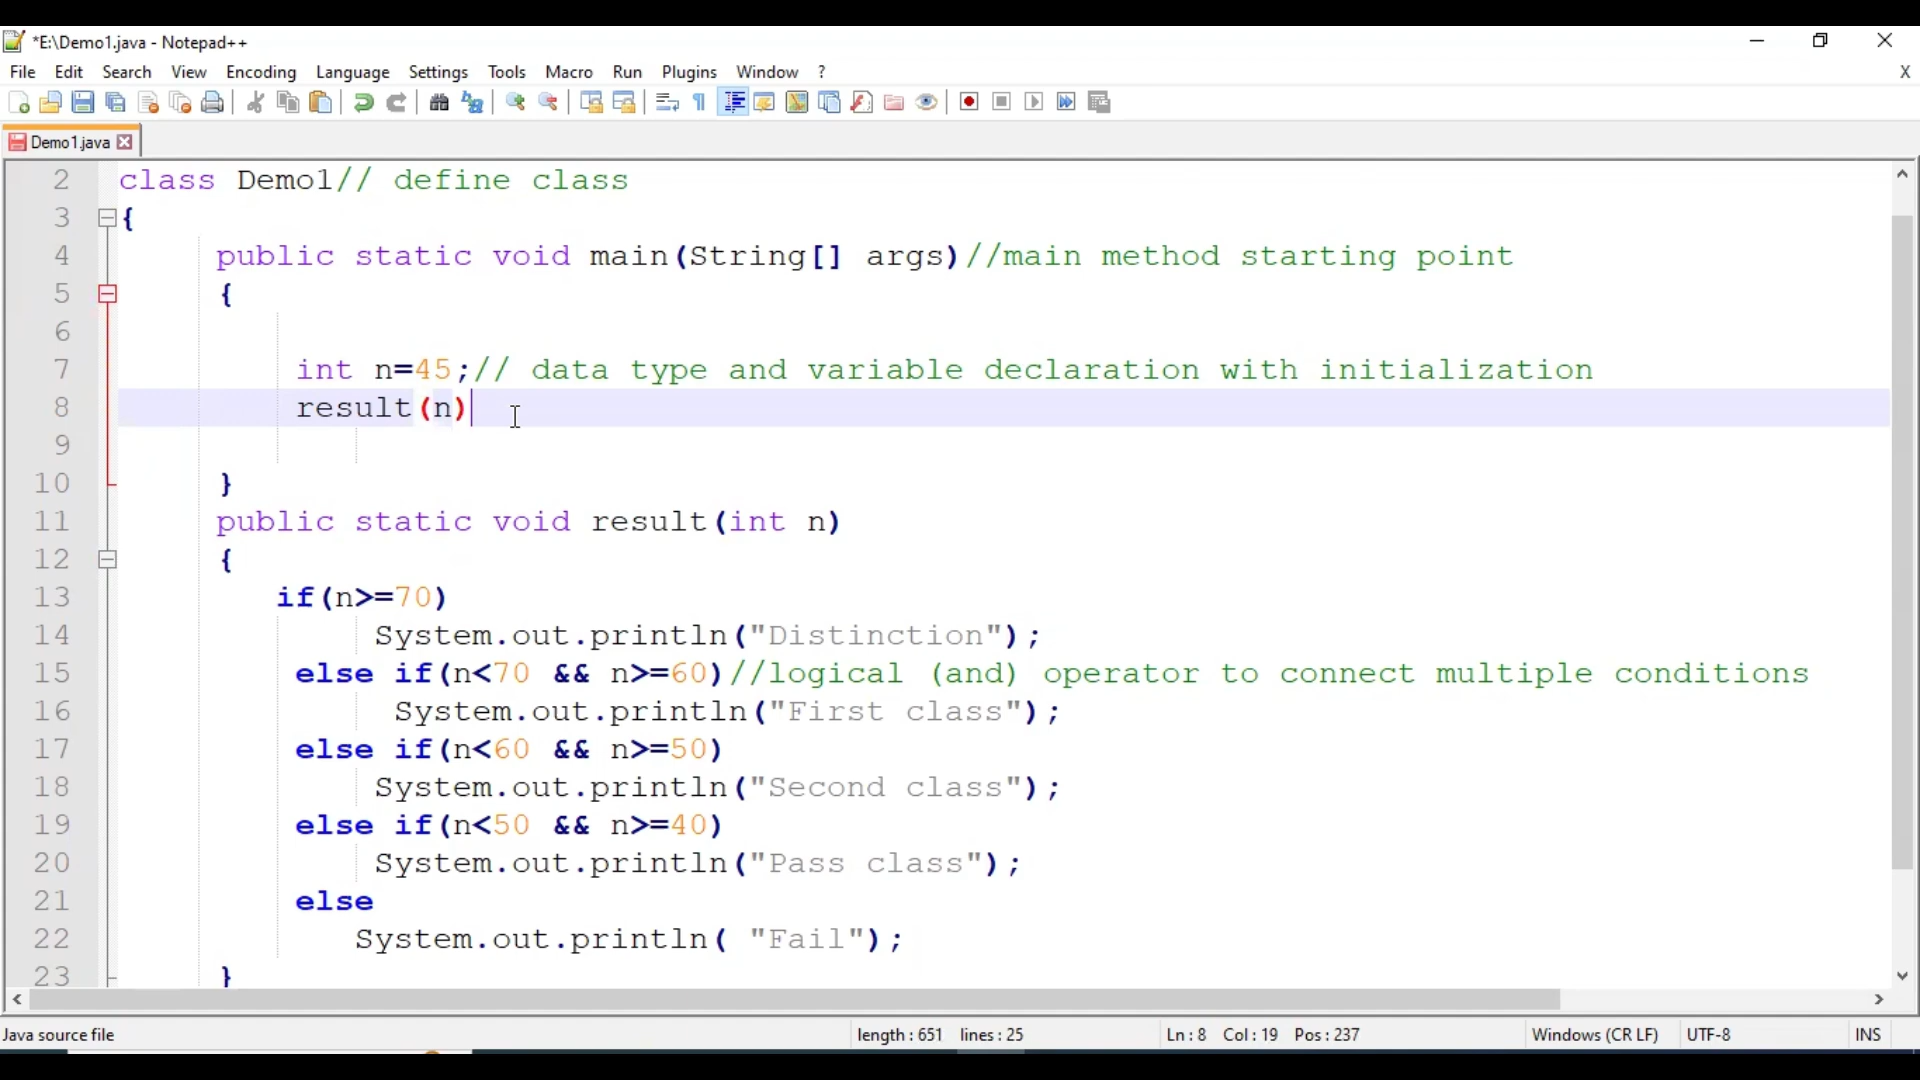 *E:\Demo1.java - Notepad++
File Edit Search View Encoding Language Settings Tools Macro Run Plugins Window ? X
Demo1.java
2 class Demo1// define class
3 {
4 public static void main(String[] args)//main method starting point
5 {
6
7 int n=45;// data type and variable declaration with initialization
8 result(n)
9
10 }
11 public static void result(int n)
12 {
13 if(n>=70)
14 System.out.println("Distinction");
15 else if(n<70 && n>=60)//logical (and) operator to connect multiple conditions
16 System.out.println("First class");
17 else if(n<60 && n>=50)
18 System.out.println("Second class");
19 else if(n<50 && n>=40)
20 System.out.println("Pass class");
21 else
22 System.out.println( "Fail");
23 }
Java source file length : 651 lines : 25 Ln : 8 Col : 19 Pos : 237 Windows (CR LF) UTF-8 INS